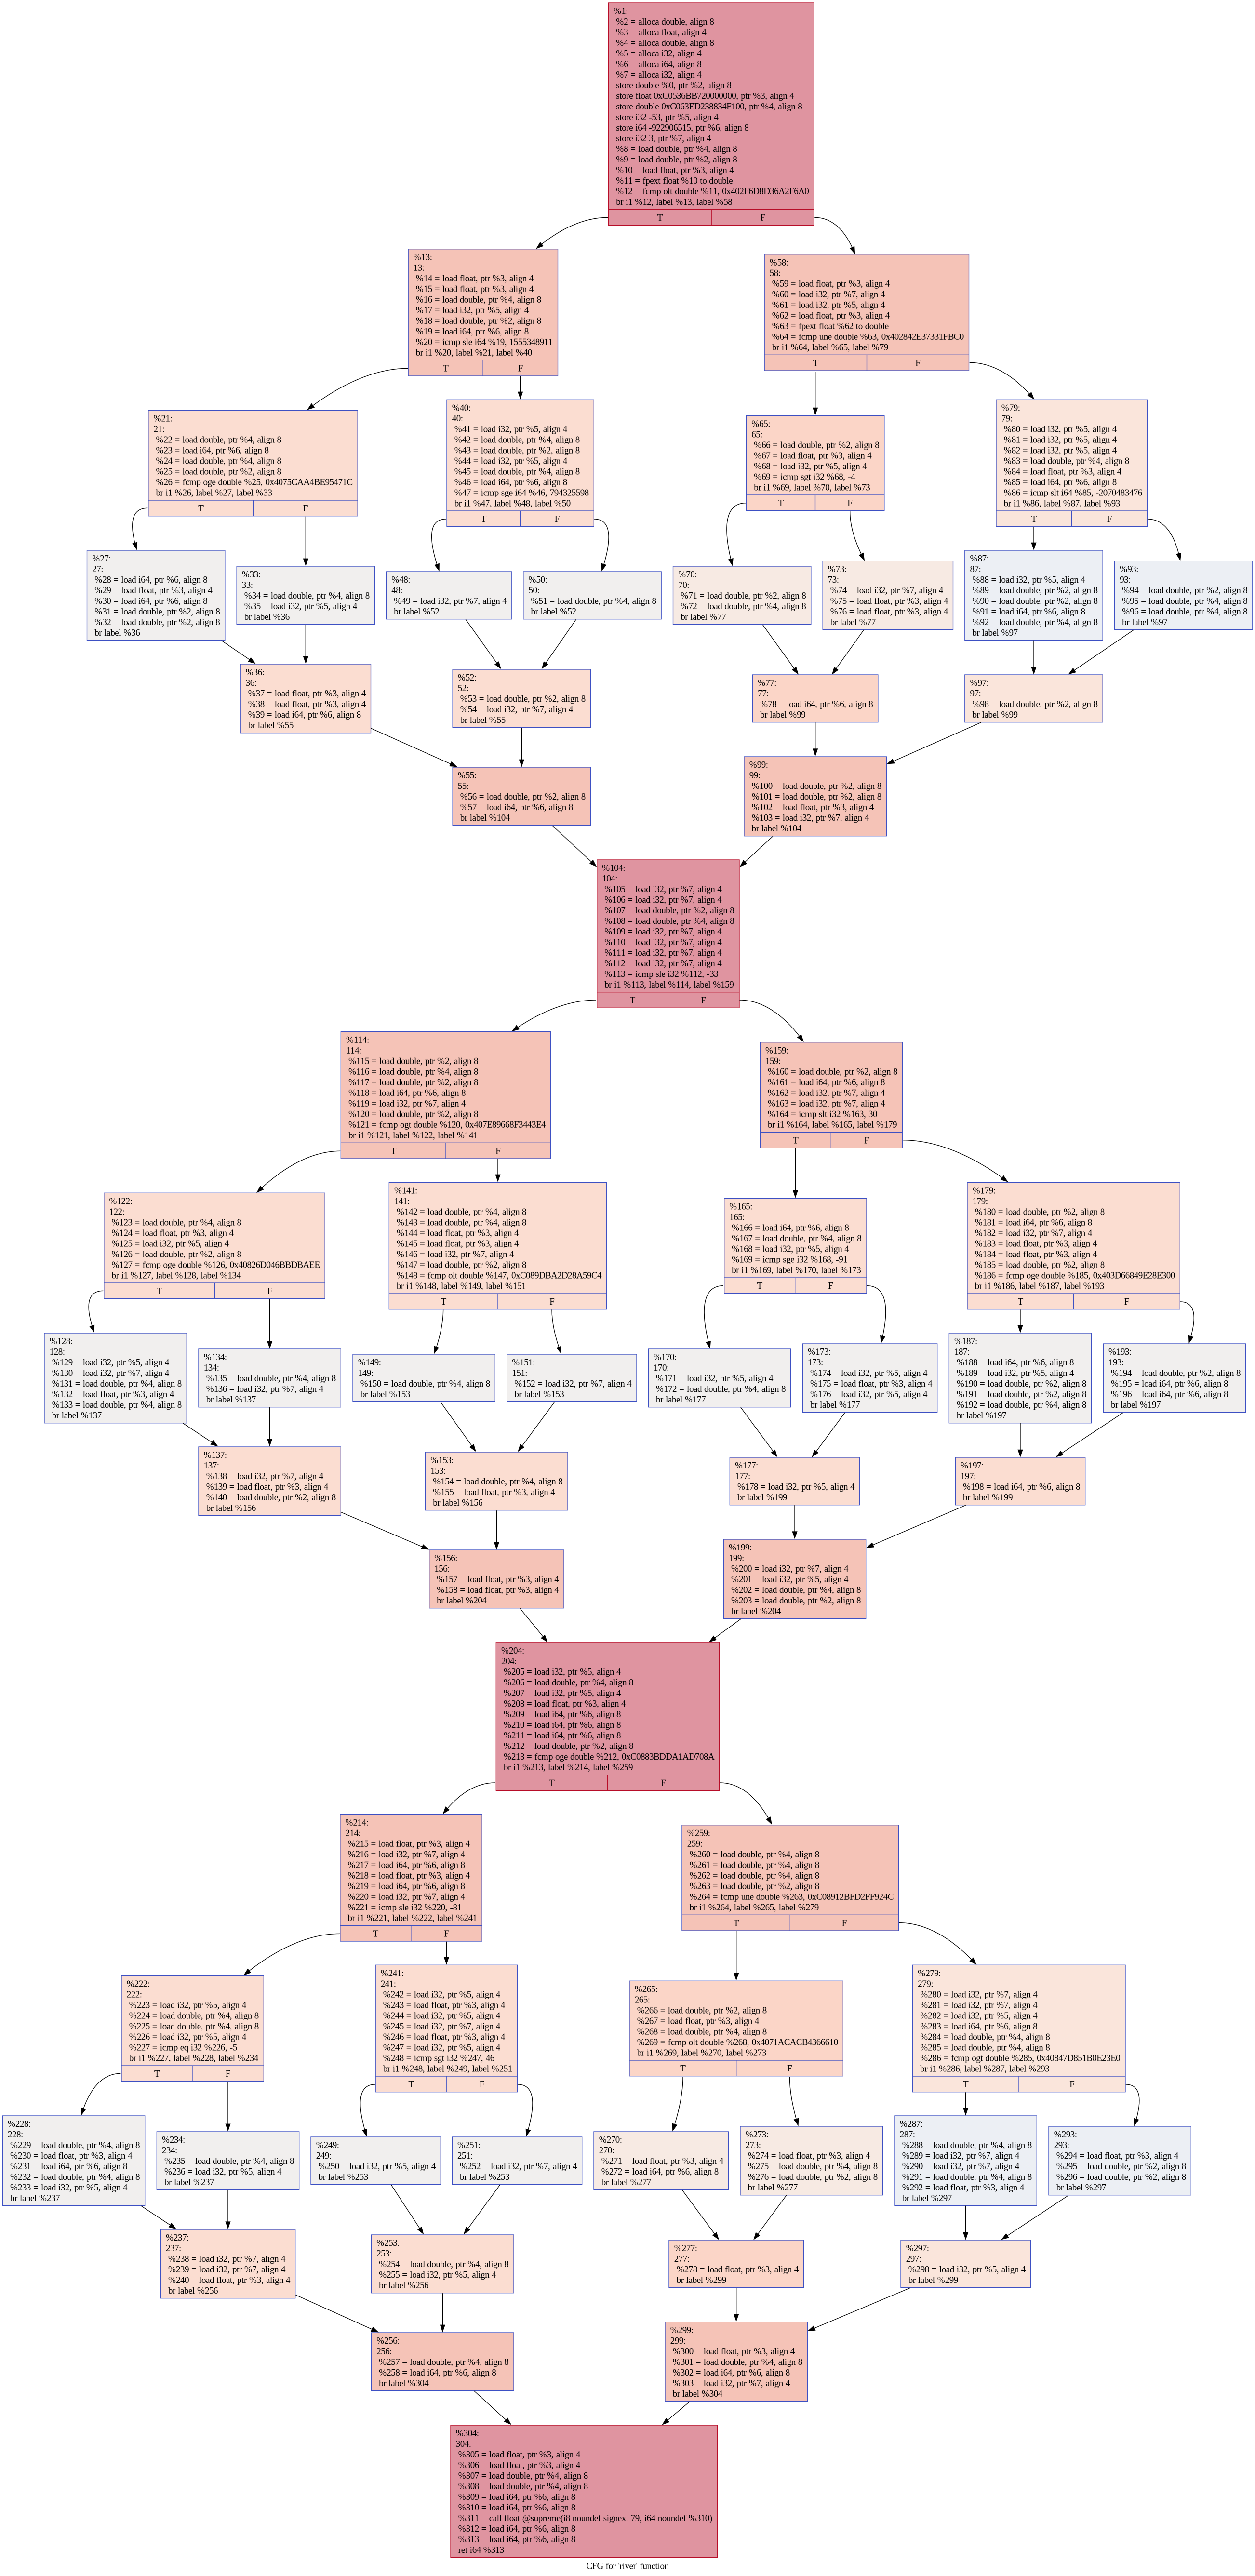 %1:
%2 = alloca double, align 8
%3 = alloca float, align 4
%4 = alloca double, align 8
%5 = alloca i32, align 4
%6 = alloca i64, align 8
%7 = alloca i32, align 4
store double %0, ptr %2, align 8
store float 0xC0536BB720000000, ptr %3, align 4
store double 0xC063ED238834F100, ptr %4, align 8
store i32 -53, ptr %5, align 4
store i64 -922906515, ptr %6, align 8
store i32 3, ptr %7, align 4
%8 = load double, ptr %4, align 8
%9 = load double, ptr %2, align 8
%10 = load float, ptr %3, align 4
%11 = fpext float %10 to double
%12 = fcmp olt double %11, 0x402F6D8D36A2F6A0
br i1 %12, label %13, label %58
T F
%13:
13:
%14 = load float, ptr %3, align 4
%15 = load float, ptr %3, align 4
%16 = load double, ptr %4, align 8
%17 = load i32, ptr %5, align 4
%18 = load double, ptr %2, align 8
%19 = load i64, ptr %6, align 8
%20 = icmp sle i64 %19, 1555348911
br i1 %20, label %21, label %40
T F
%58:
58:
%59 = load float, ptr %3, align 4
%60 = load i32, ptr %7, align 4
%61 = load i32, ptr %5, align 4
%62 = load float, ptr %3, align 4
%63 = fpext float %62 to double
%64 = fcmp une double %63, 0x402842E37331FBC0
br i1 %64, label %65, label %79
T F
%21:
21:
%22 = load double, ptr %4, align 8
%23 = load i64, ptr %6, align 8
%24 = load double, ptr %4, align 8
%25 = load double, ptr %2, align 8
%26 = fcmp oge double %25, 0x4075CAA4BE95471C
br i1 %26, label %27, label %33
T F
%40:
40:
%41 = load i32, ptr %5, align 4
%42 = load double, ptr %4, align 8
%43 = load double, ptr %2, align 8
%44 = load i32, ptr %5, align 4
%45 = load double, ptr %4, align 8
%46 = load i64, ptr %6, align 8
%47 = icmp sge i64 %46, 794325598
br i1 %47, label %48, label %50
T F
%65:
65:
%66 = load double, ptr %2, align 8
%67 = load float, ptr %3, align 4
%68 = load i32, ptr %5, align 4
%69 = icmp sgt i32 %68, -4
br i1 %69, label %70, label %73
T F
%79:
79:
%80 = load i32, ptr %5, align 4
%81 = load i32, ptr %5, align 4
%82 = load i32, ptr %5, align 4
%83 = load double, ptr %4, align 8
%84 = load float, ptr %3, align 4
%85 = load i64, ptr %6, align 8
%86 = icmp slt i64 %85, -2070483476
br i1 %86, label %87, label %93
T F
%27:
27:
%28 = load i64, ptr %6, align 8
%29 = load float, ptr %3, align 4
%30 = load i64, ptr %6, align 8
%31 = load double, ptr %2, align 8
%32 = load double, ptr %2, align 8
br label %36
%33:
33:
%34 = load double, ptr %4, align 8
%35 = load i32, ptr %5, align 4
br label %36
%48:
48:
%49 = load i32, ptr %7, align 4
br label %52
%50:
50:
%51 = load double, ptr %4, align 8
br label %52
%70:
70:
%71 = load double, ptr %2, align 8
%72 = load double, ptr %4, align 8
br label %77
%73:
73:
%74 = load i32, ptr %7, align 4
%75 = load float, ptr %3, align 4
%76 = load float, ptr %3, align 4
br label %77
%87:
87:
%88 = load i32, ptr %5, align 4
%89 = load double, ptr %2, align 8
%90 = load double, ptr %2, align 8
%91 = load i64, ptr %6, align 8
%92 = load double, ptr %4, align 8
br label %97
%93:
93:
%94 = load double, ptr %2, align 8
%95 = load double, ptr %2, align 8
%96 = load double, ptr %4, align 8
br label %97
%36:
36:
%37 = load float, ptr %3, align 4
%38 = load float, ptr %3, align 4
%39 = load i64, ptr %6, align 8
br label %55
%52:
52:
%53 = load double, ptr %2, align 8
%54 = load i32, ptr %7, align 4
br label %55
%77:
77:
%78 = load i64, ptr %6, align 8
br label %99
%97:
97:
%98 = load double, ptr %2, align 8
br label %99
%55:
55:
%56 = load double, ptr %2, align 8
%57 = load i64, ptr %6, align 8
br label %104
%99:
99:
%100 = load double, ptr %2, align 8
%101 = load double, ptr %2, align 8
%102 = load float, ptr %3, align 4
%103 = load i32, ptr %7, align 4
br label %104
%104:
104:
%105 = load i32, ptr %7, align 4
%106 = load i32, ptr %7, align 4
%107 = load double, ptr %2, align 8
%108 = load double, ptr %4, align 8
%109 = load i32, ptr %7, align 4
%110 = load i32, ptr %7, align 4
%111 = load i32, ptr %7, align 4
%112 = load i32, ptr %7, align 4
%113 = icmp sle i32 %112, -33
br i1 %113, label %114, label %159
T F
%114:
114:
%115 = load double, ptr %2, align 8
%116 = load double, ptr %4, align 8
%117 = load double, ptr %2, align 8
%118 = load i64, ptr %6, align 8
%119 = load i32, ptr %7, align 4
%120 = load double, ptr %2, align 8
%121 = fcmp ogt double %120, 0x407E89668F3443E4
br i1 %121, label %122, label %141
T F
%159:
159:
%160 = load double, ptr %2, align 8
%161 = load i64, ptr %6, align 8
%162 = load i32, ptr %7, align 4
%163 = load i32, ptr %7, align 4
%164 = icmp slt i32 %163, 30
br i1 %164, label %165, label %179
T F
%122:
122:
%123 = load double, ptr %4, align 8
%124 = load float, ptr %3, align 4
%125 = load i32, ptr %5, align 4
%126 = load double, ptr %2, align 8
%127 = fcmp oge double %126, 0x40826D046BBDBAEE
br i1 %127, label %128, label %134
T F
%141:
141:
%142 = load double, ptr %4, align 8
%143 = load double, ptr %4, align 8
%144 = load float, ptr %3, align 4
%145 = load float, ptr %3, align 4
%146 = load i32, ptr %7, align 4
%147 = load double, ptr %2, align 8
%148 = fcmp olt double %147, 0xC089DBA2D28A59C4
br i1 %148, label %149, label %151
T F
%165:
165:
%166 = load i64, ptr %6, align 8
%167 = load double, ptr %4, align 8
%168 = load i32, ptr %5, align 4
%169 = icmp sge i32 %168, -91
br i1 %169, label %170, label %173
T F
%179:
179:
%180 = load double, ptr %2, align 8
%181 = load i64, ptr %6, align 8
%182 = load i32, ptr %7, align 4
%183 = load float, ptr %3, align 4
%184 = load float, ptr %3, align 4
%185 = load double, ptr %2, align 8
%186 = fcmp oge double %185, 0x403D66849E28E300
br i1 %186, label %187, label %193
T F
%128:
128:
%129 = load i32, ptr %5, align 4
%130 = load i32, ptr %7, align 4
%131 = load double, ptr %4, align 8
%132 = load float, ptr %3, align 4
%133 = load double, ptr %4, align 8
br label %137
%134:
134:
%135 = load double, ptr %4, align 8
%136 = load i32, ptr %7, align 4
br label %137
%149:
149:
%150 = load double, ptr %4, align 8
br label %153
%151:
151:
%152 = load i32, ptr %7, align 4
br label %153
%170:
170:
%171 = load i32, ptr %5, align 4
%172 = load double, ptr %4, align 8
br label %177
%173:
173:
%174 = load i32, ptr %5, align 4
%175 = load float, ptr %3, align 4
%176 = load i32, ptr %5, align 4
br label %177
%187:
187:
%188 = load i64, ptr %6, align 8
%189 = load i32, ptr %5, align 4
%190 = load double, ptr %2, align 8
%191 = load double, ptr %2, align 8
%192 = load double, ptr %4, align 8
br label %197
%193:
193:
%194 = load double, ptr %2, align 8
%195 = load i64, ptr %6, align 8
%196 = load i64, ptr %6, align 8
br label %197
%137:
137:
%138 = load i32, ptr %7, align 4
%139 = load float, ptr %3, align 4
%140 = load double, ptr %2, align 8
br label %156
%153:
153:
%154 = load double, ptr %4, align 8
%155 = load float, ptr %3, align 4
br label %156
%177:
177:
%178 = load i32, ptr %5, align 4
br label %199
%197:
197:
%198 = load i64, ptr %6, align 8
br label %199
%156:
156:
%157 = load float, ptr %3, align 4
%158 = load float, ptr %3, align 4
br label %204
%199:
199:
%200 = load i32, ptr %7, align 4
%201 = load i32, ptr %5, align 4
%202 = load double, ptr %4, align 8
%203 = load double, ptr %2, align 8
br label %204
%204:
204:
%205 = load i32, ptr %5, align 4
%206 = load double, ptr %4, align 8
%207 = load i32, ptr %5, align 4
%208 = load float, ptr %3, align 4
%209 = load i64, ptr %6, align 8
%210 = load i64, ptr %6, align 8
%211 = load i64, ptr %6, align 8
%212 = load double, ptr %2, align 8
%213 = fcmp oge double %212, 0xC0883BDDA1AD708A
br i1 %213, label %214, label %259
T F
%214:
214:
%215 = load float, ptr %3, align 4
%216 = load i32, ptr %7, align 4
%217 = load i64, ptr %6, align 8
%218 = load float, ptr %3, align 4
%219 = load i64, ptr %6, align 8
%220 = load i32, ptr %7, align 4
%221 = icmp sle i32 %220, -81
br i1 %221, label %222, label %241
T F
%259:
259:
%260 = load double, ptr %4, align 8
%261 = load double, ptr %4, align 8
%262 = load double, ptr %4, align 8
%263 = load double, ptr %2, align 8
%264 = fcmp une double %263, 0xC08912BFD2FF924C
br i1 %264, label %265, label %279
T F
%222:
222:
%223 = load i32, ptr %5, align 4
%224 = load double, ptr %4, align 8
%225 = load double, ptr %4, align 8
%226 = load i32, ptr %5, align 4
%227 = icmp eq i32 %226, -5
br i1 %227, label %228, label %234
T F
%241:
241:
%242 = load i32, ptr %5, align 4
%243 = load float, ptr %3, align 4
%244 = load i32, ptr %5, align 4
%245 = load i32, ptr %7, align 4
%246 = load float, ptr %3, align 4
%247 = load i32, ptr %5, align 4
%248 = icmp sgt i32 %247, 46
br i1 %248, label %249, label %251
T F
%265:
265:
%266 = load double, ptr %2, align 8
%267 = load float, ptr %3, align 4
%268 = load double, ptr %4, align 8
%269 = fcmp olt double %268, 0x4071ACACB4366610
br i1 %269, label %270, label %273
T F
%279:
279:
%280 = load i32, ptr %7, align 4
%281 = load i32, ptr %7, align 4
%282 = load i32, ptr %5, align 4
%283 = load i64, ptr %6, align 8
%284 = load double, ptr %4, align 8
%285 = load double, ptr %4, align 8
%286 = fcmp ogt double %285, 0x40847D851B0E23E0
br i1 %286, label %287, label %293
T F
%228:
228:
%229 = load double, ptr %4, align 8
%230 = load float, ptr %3, align 4
%231 = load i64, ptr %6, align 8
%232 = load double, ptr %4, align 8
%233 = load i32, ptr %5, align 4
br label %237
%234:
234:
%235 = load double, ptr %4, align 8
%236 = load i32, ptr %5, align 4
br label %237
%249:
249:
%250 = load i32, ptr %5, align 4
br label %253
%251:
251:
%252 = load i32, ptr %7, align 4
br label %253
%270:
270:
%271 = load float, ptr %3, align 4
%272 = load i64, ptr %6, align 8
br label %277
%273:
273:
%274 = load float, ptr %3, align 4
%275 = load double, ptr %4, align 8
%276 = load double, ptr %2, align 8
br label %277
%287:
287:
%288 = load double, ptr %4, align 8
%289 = load i32, ptr %7, align 4
%290 = load i32, ptr %7, align 4
%291 = load double, ptr %4, align 8
%292 = load float, ptr %3, align 4
br label %297
%293:
293:
%294 = load float, ptr %3, align 4
%295 = load double, ptr %2, align 8
%296 = load double, ptr %2, align 8
br label %297
%237:
237:
%238 = load i32, ptr %7, align 4
%239 = load i32, ptr %7, align 4
%240 = load float, ptr %3, align 4
br label %256
%253:
253:
%254 = load double, ptr %4, align 8
%255 = load i32, ptr %5, align 4
br label %256
%277:
277:
%278 = load float, ptr %3, align 4
br label %299
%297:
297:
%298 = load i32, ptr %5, align 4
br label %299
%256:
256:
%257 = load double, ptr %4, align 8
%258 = load i64, ptr %6, align 8
br label %304
%299:
299:
%300 = load float, ptr %3, align 4
%301 = load double, ptr %4, align 8
%302 = load i64, ptr %6, align 8
%303 = load i32, ptr %7, align 4
br label %304
%304:
304:
%305 = load float, ptr %3, align 4
%306 = load float, ptr %3, align 4
%307 = load double, ptr %4, align 8
%308 = load double, ptr %4, align 8
%309 = load i64, ptr %6, align 8
%310 = load i64, ptr %6, align 8
%311 = call float @supreme(i8 noundef signext 79, i64 noundef %310)
%312 = load i64, ptr %6, align 8
%313 = load i64, ptr %6, align 8
ret i64 %313
CFG for 'river' function